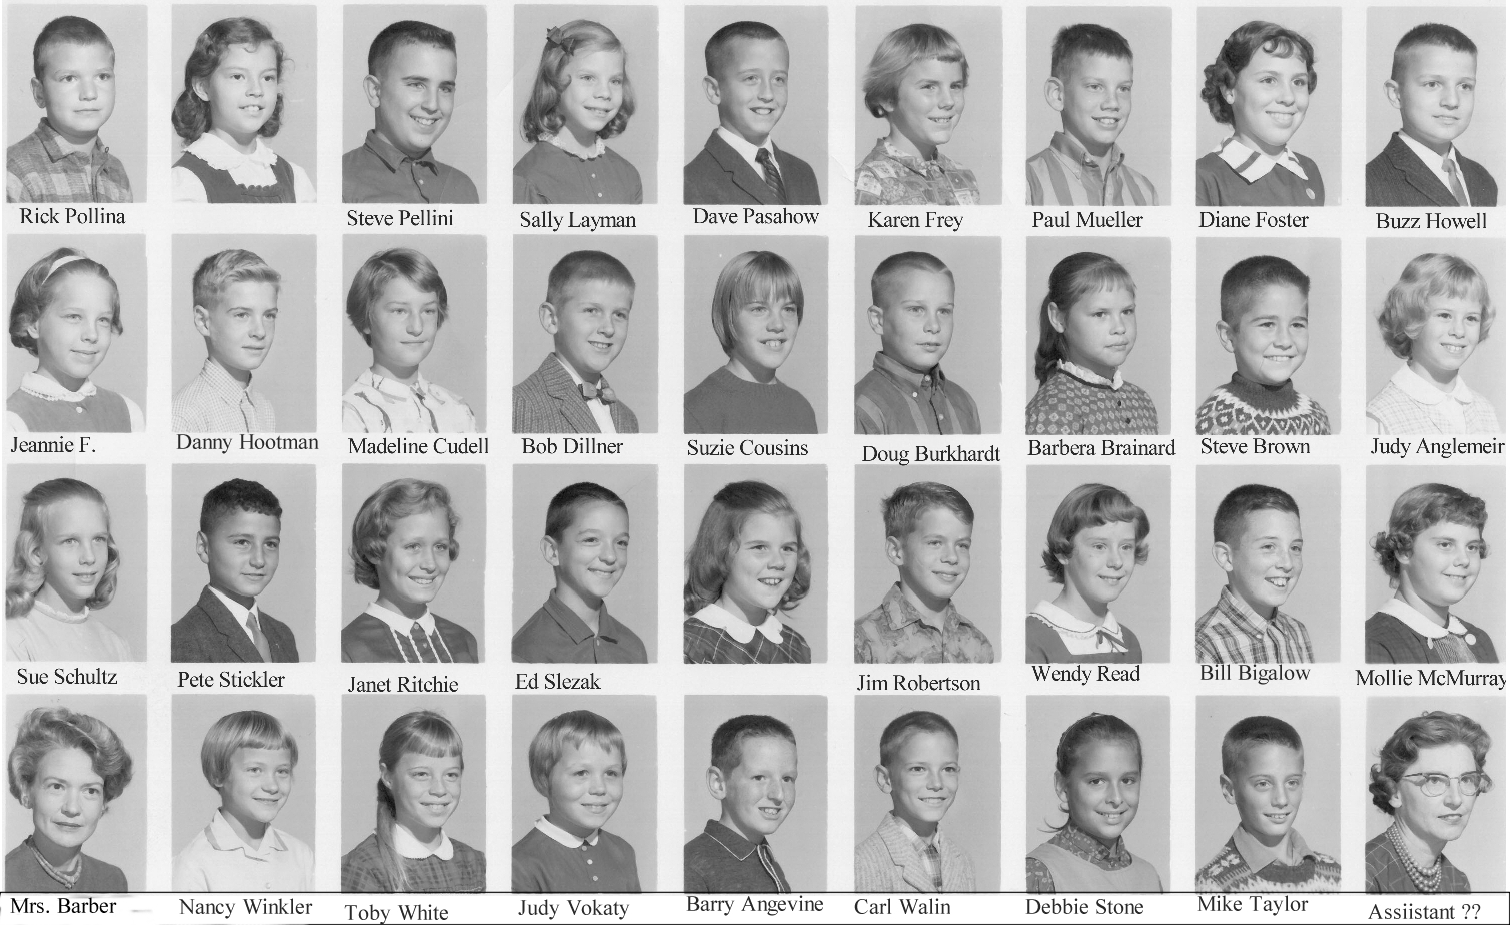 Rick Pollina
Steve Pellini
Sally Layman
Dave Pasahow
Karen Frey
Paul Mueller
Diane Foster
Buzz Howell
Jeannie F.
Danny Hootman
Madeline Cudell
Bob Dillner
Suzie Cousins
Doug Burkhardt
Barbera Brainard
Steve Brown
Judy Anglemeir
Sue Schultz
Pete Stickler
Janet Ritchie
Ed Slezak
Jim Robertson
Wendy Read
Bill Bigalow
Mollie McMurray
Mrs. Barber
Nancy Winkler
Toby White
Judy Vokaty
Barry Angevine
Carl Walin
Debbie Stone
Mike Taylor
Assiistant ??